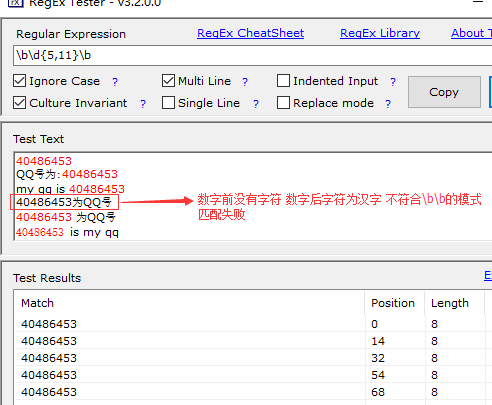 RegEx Tester - v3.2.0.0
Regular Expression RegEx CheatSheet RegEx Library About T
\b\d{5,11}\b
Ignore Case ? Multi Line ? Indented Input ?
Culture Invariant ? Single Line ? Replace mode ? Copy
Test Text
40486453
QQ号为:40486453
my qq is 40486453
40486453为QQ号 数字前没有字符 数字后字符为汉字 不符合\b\b的模式
匹配失败
40486453 为QQ号
40486453 is my qq
Test Results
Match Position Length
40486453 0 8
40486453 14 8
40486453 32 8
40486453 54 8
40486453 68 8